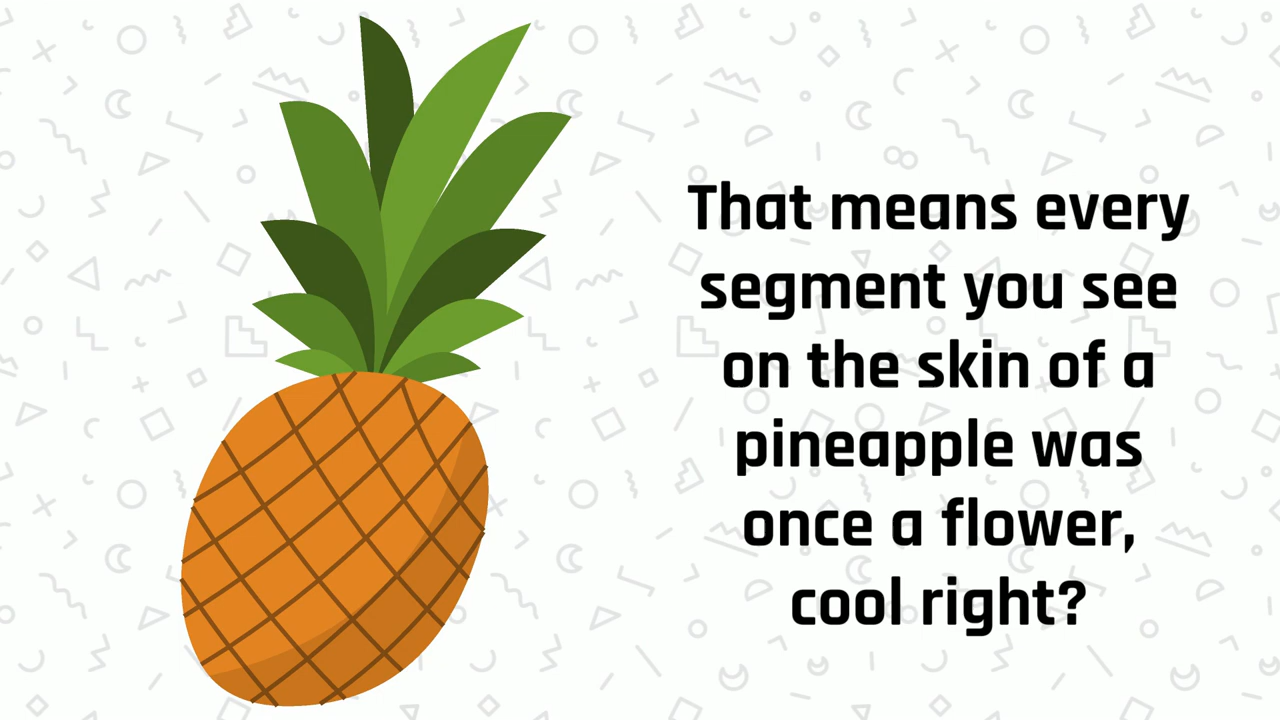 That means every
segment you see
on the skin of a
pineapple was
once a flower,
cool right?